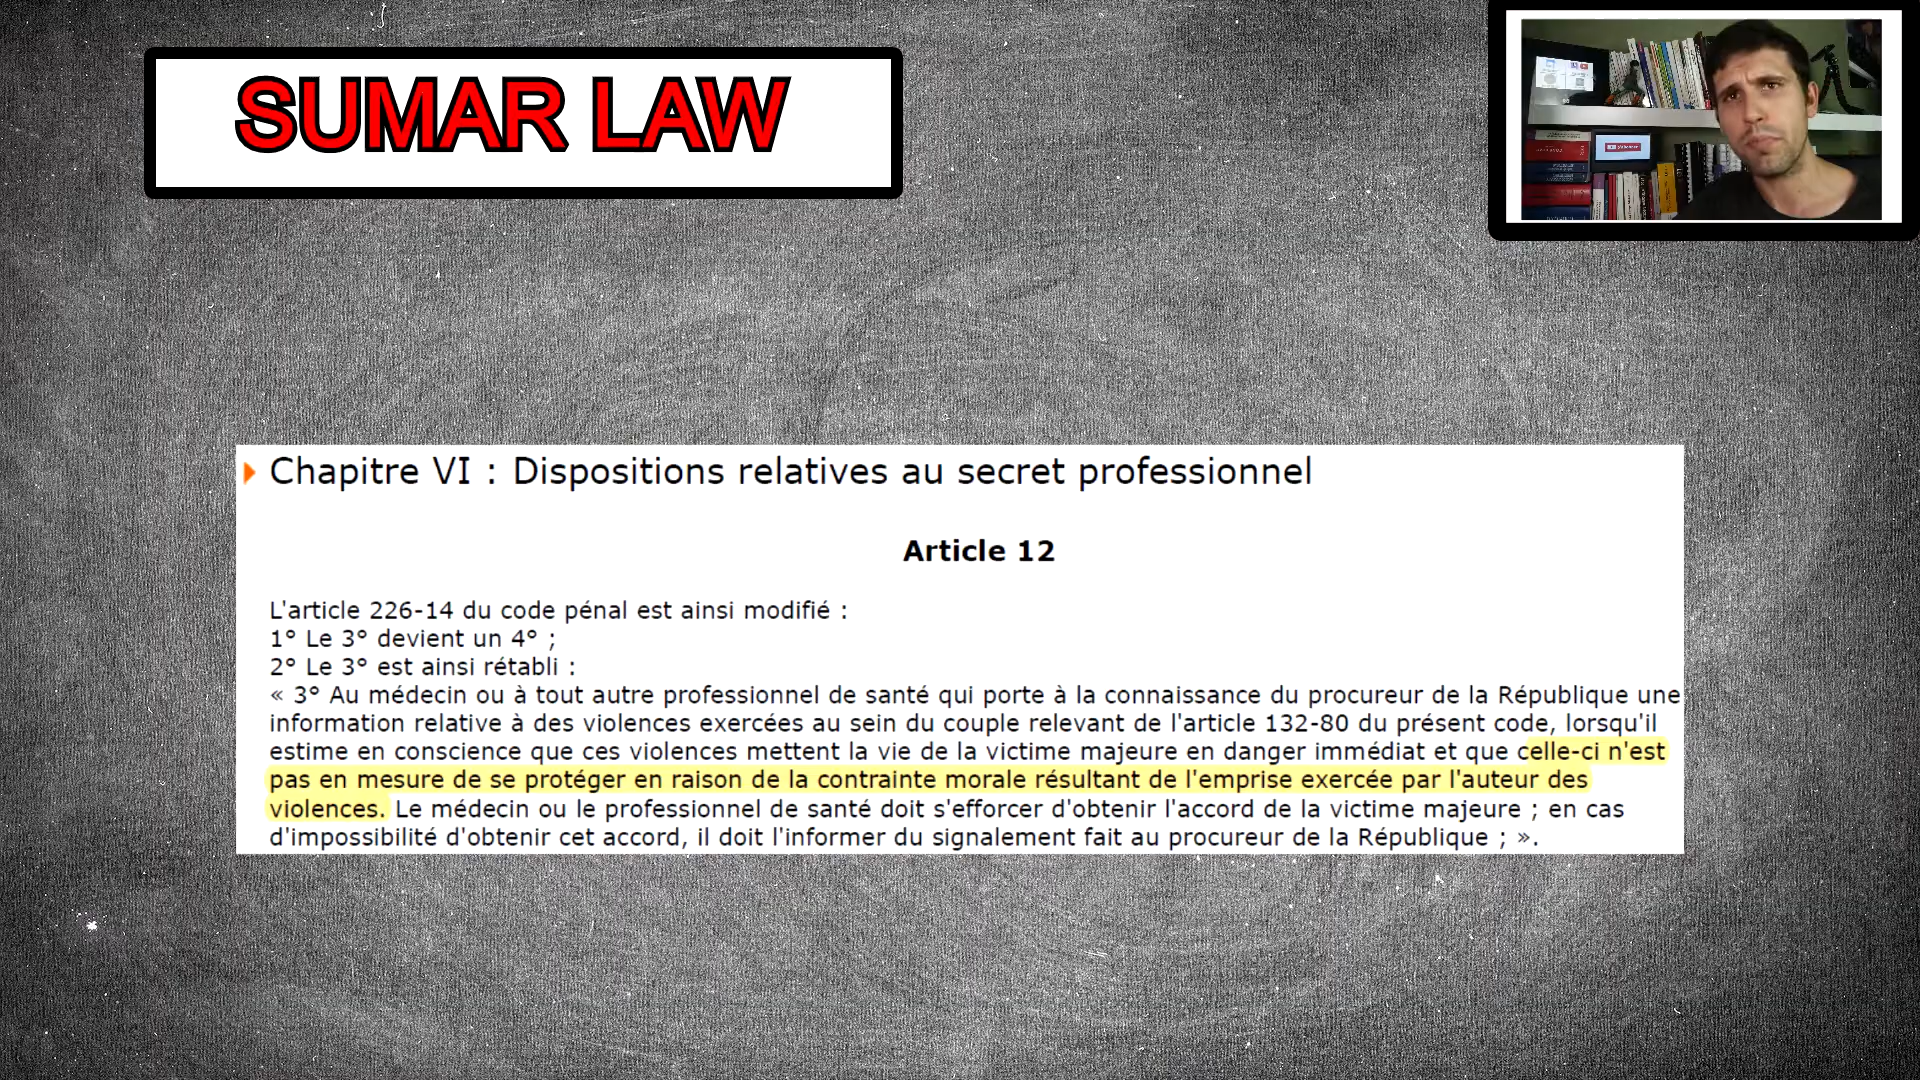 SUMAR LAW
Chapitre VI : Dispositions relatives au secret professionnel
Article 12
L'article 226-14 du code pénal est ainsi modifié :
1° Le 3° devient un 4° ;
2° Le 3° est ainsi rétabli :
« 3° Au médecin ou à tout autre professionnel de santé qui porte à la connaissance du procureur de la République une
information relative à des violences exercées au sein du couple relevant de l'article 132-80 du présent code, lorsqu'il
estime en conscience que ces violences mettent la vie de la victime majeure en danger immédiat et que celle-ci n'est
pas en mesure de se protéger en raison de la contrainte morale résultant de l'emprise exercée par l'auteur des
violences. Le médecin ou le professionnel de santé doit s'efforcer d'obtenir l'accord de la victime majeure ; en cas
d'impossibilité d'obtenir cet accord, il doit l'informer du signalement fait au procureur de la République ; ».